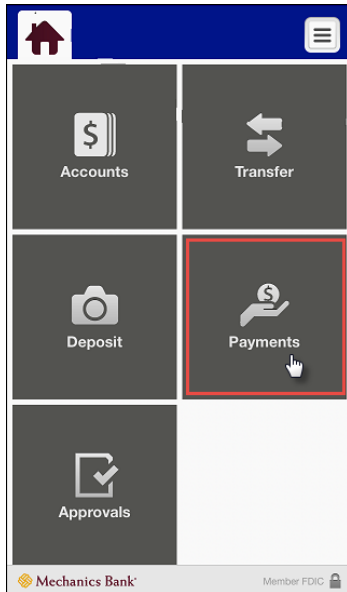 Accounts
Transfer
Deposit
Payments
Approvals
Mechanics Bank®
Member FDIC